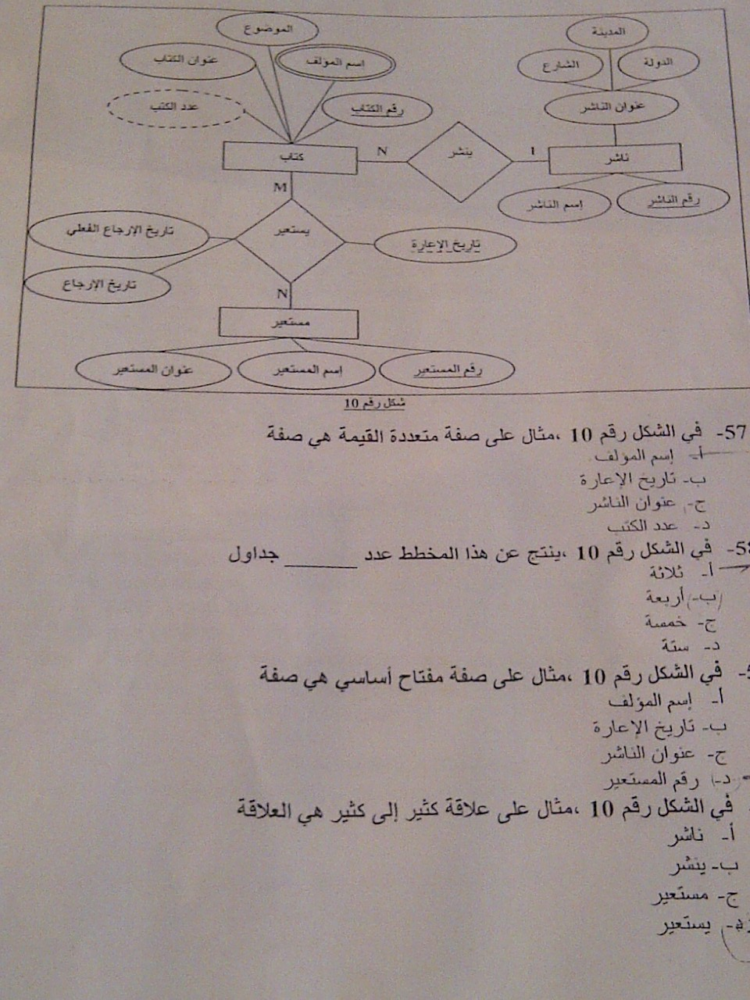 الموضوع
المدينة
عنوان الكتاب
اسم المؤلف
الشارع
الدولة
عدد الكتب
رقم الكتاب
عنوان الناشر
كتاب
N
ينشر
1
ناشر
M
إسم الناشر
رقم الناشر
تاريخ الإرجاع الفعلي
يستعير
تاريخ الإعارة
تاريخ الإرجاع
N
مستعير
عنوان المستعير
إسم المستعير
رقم المستعير
شكل رقم 10
57- في الشكل رقم 10 ،مثال على صفة متعددة القيمة هي صفة
أ- إسم المؤلف
ب- تاريخ الإعارة
ج- عنوان الناشر
د- عدد الكتب
58- في الشكل رقم 10 ،ينتج عن هذا المخطط عدد ______ جداول
أ- ثلاثة
ب- أربعة
ج- خمسة
د- ستة
5- في الشكل رقم 10 ،مثال على صفة مفتاح أساسي هي صفة
أ- إسم المؤلف
ب- تاريخ الإعارة
ج- عنوان الناشر
د- رقم المستعير
في الشكل رقم 10 ،مثال على علاقة كثير إلى كثير هي العلاقة
أ- ناشر
ب- ينشر
ج- مستعير
د- يستعير